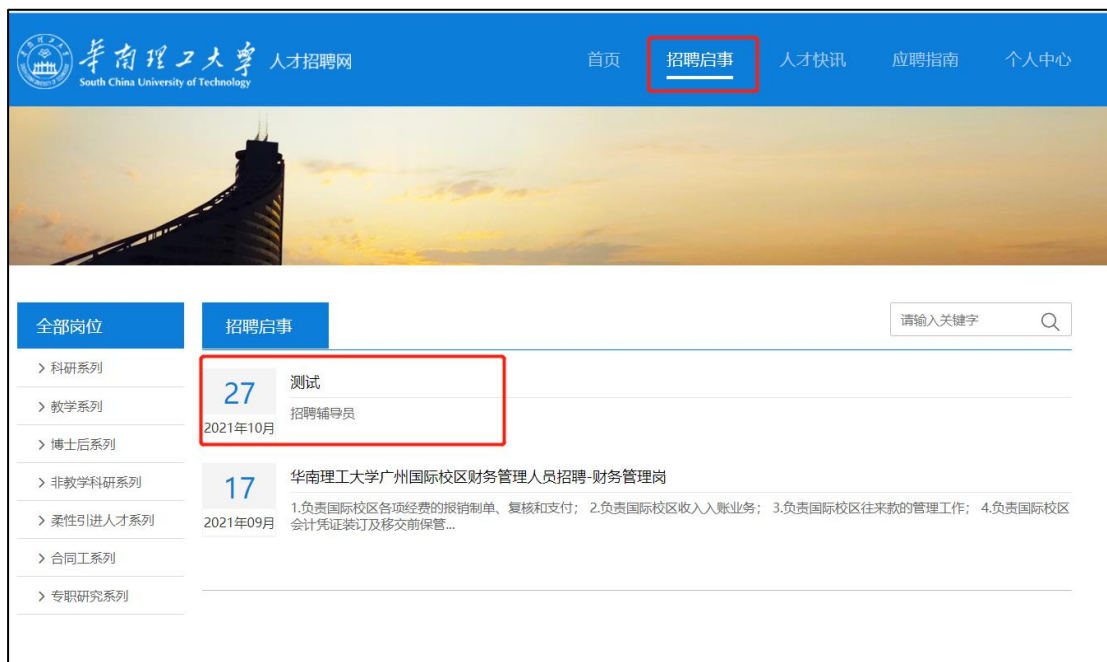 華南理工大學
South China University of Technology
人才招聘网
首页
招聘启事
人才快讯
应聘指南
个人中心
全部岗位
科研系列
教学系列
博士后系列
非教学科研系列
柔性引进人才系列
合同工系列
专职研究系列
招聘启事
请输入关键字
27
2021年10月
测试
招聘辅导员
17
2021年09月
华南理工大学广州国际校区财务管理人员招聘-财务管理岗
1.负责国际校区各项经费的报销制单、复核和支付； 2.负责国际校区收入入账业务； 3.负责国际校区往来款的管理工作； 4.负责国际校区
会计凭证装订及移交前保管...